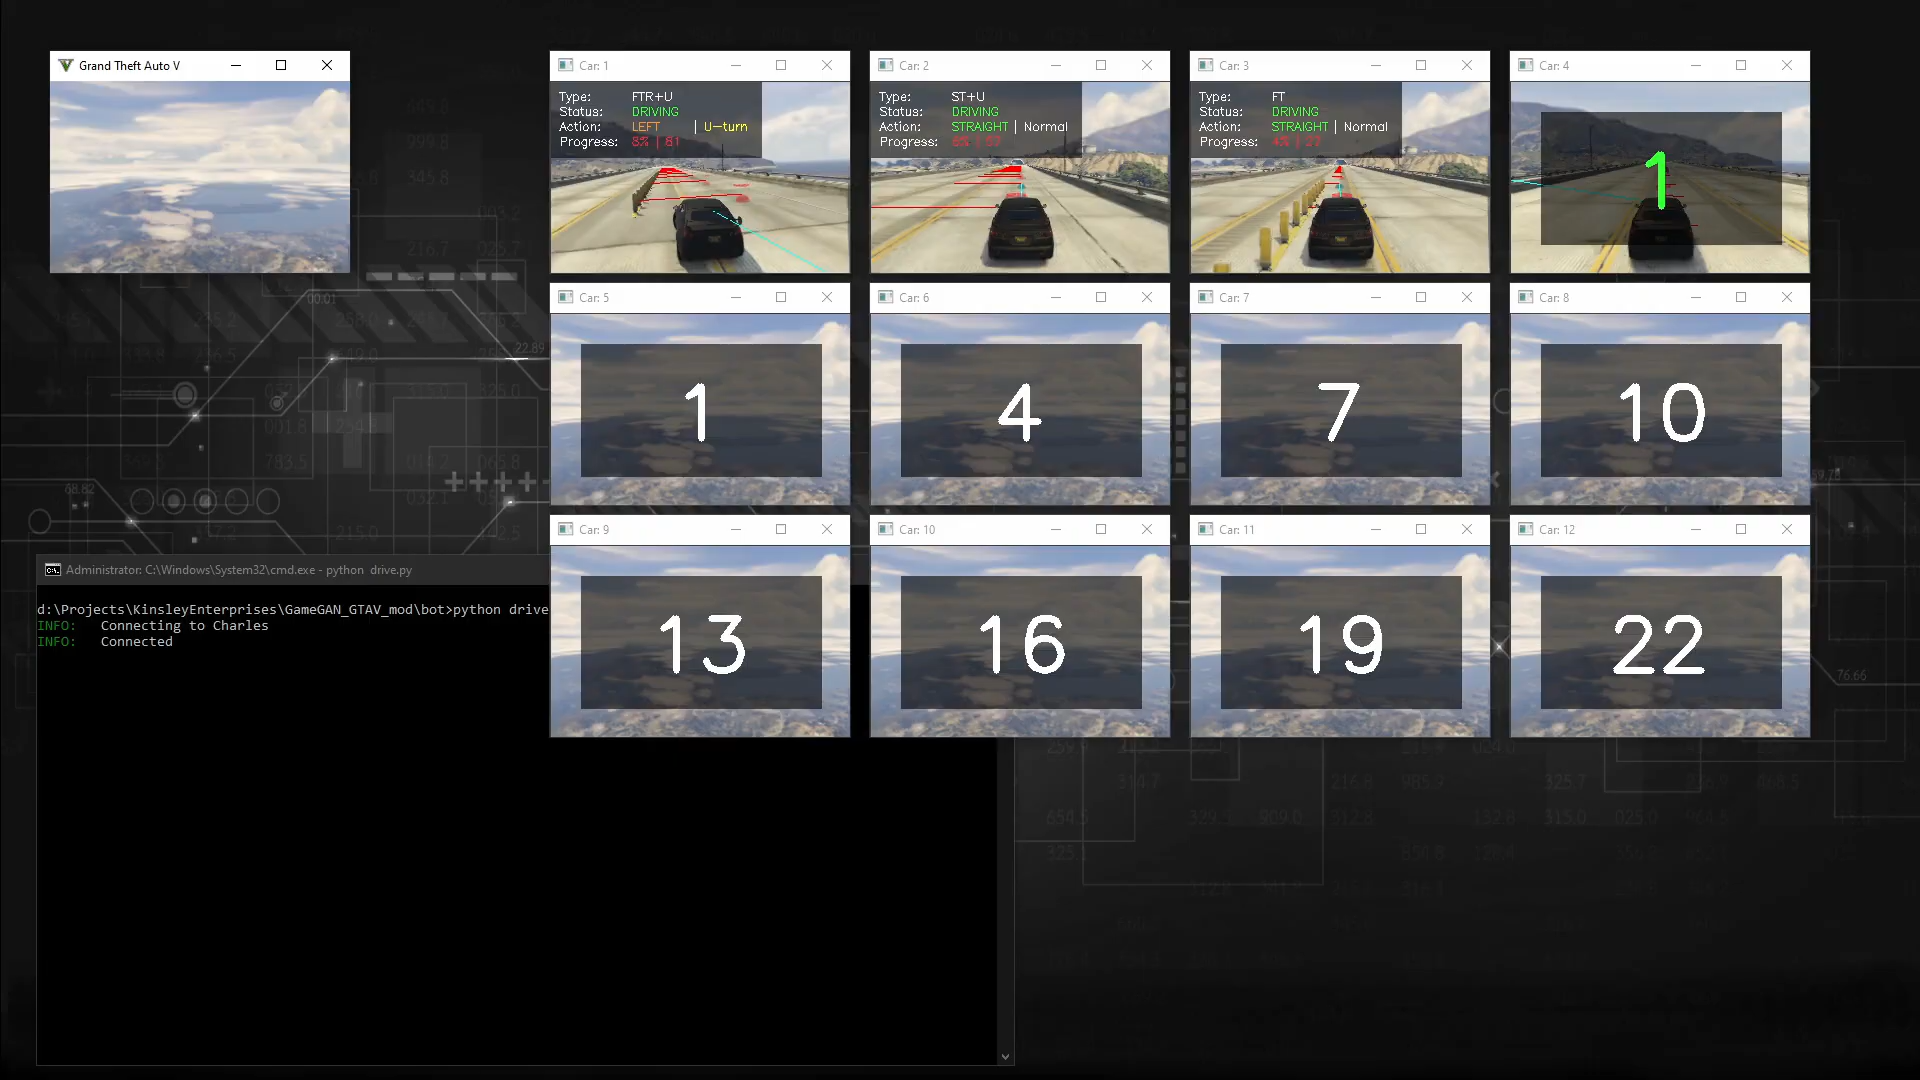 Grand Theft Auto V
Car: 1
Type: FTR+U
Status: DRIVING
Action: LEFT | U-turn
Progress: 3% | 81
Car: 2
Type: ST+U
Status: DRIVING
Action: STRAIGHT | Normal
Progress:
Car: 3
Type: FT
Status: DRIVING
Action: STRAIGHT | Normal
Progress:
Car: 4
1
Car: 5
1
Car: 6
4
Car: 7
7
Car: 8
10
Car: 9
13
Car: 10
16
Car: 11
19
Car: 12
22
Administrator: C:\Windows\System32\cmd.exe - python drive.py
d:\Projects\KinsleyEnterprises\GameGAN_GTAV_mod\bot>python drive
INFO: Connecting to Charles
INFO: Connected